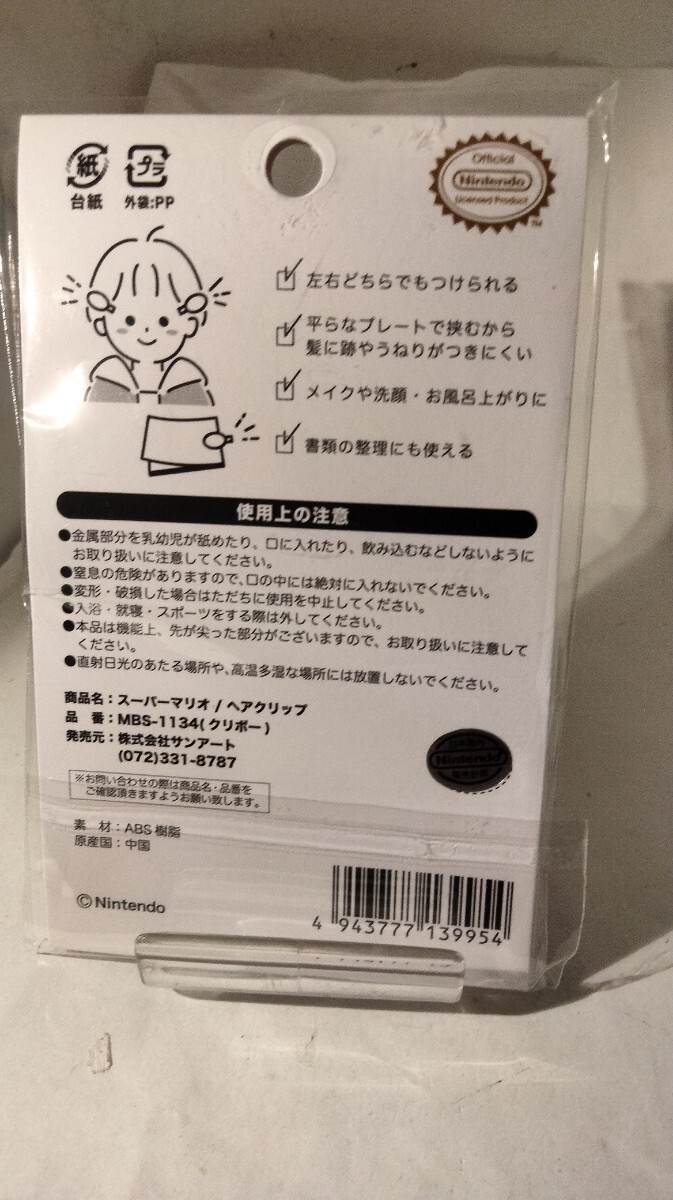 紙
台紙
プラ
外袋:PP
Official
Nintendo
Licensed Product
TM
左右どちらでもつけられる
平らなプレートで挟むから
髪に跡やうねりがつきにくい
メイクや洗顔・お風呂上がりに
書類の整理にも使える
使用上の注意
●金属部分を乳幼児が舐めたり、口に入れたり、飲み込むなどしないように
お取り扱いに注意してください。
●窒息の危険がありますので、口の中には絶対に入れないでください。
●変形・破損した場合はただちに使用を中止してください。
●入浴・就寝・スポーツをする際は外してください。
●本品は機能上、先が尖った部分がございますので、お取り扱いに注意して
ください。
●直射日光のあたる場所や、高温多湿な場所には放置しないでください。
商品名：スーパーマリオ / ヘアクリップ
品 番：MBS-1134(クリボー)
発売元：株式会社サンアート
(072)331-8787
※お問い合わせの際は商品名・品番を
ご確認頂きますようお願い致します。
素 材：ABS樹脂
原産国：中国
Nintendo
©Nintendo
4 943777 139954